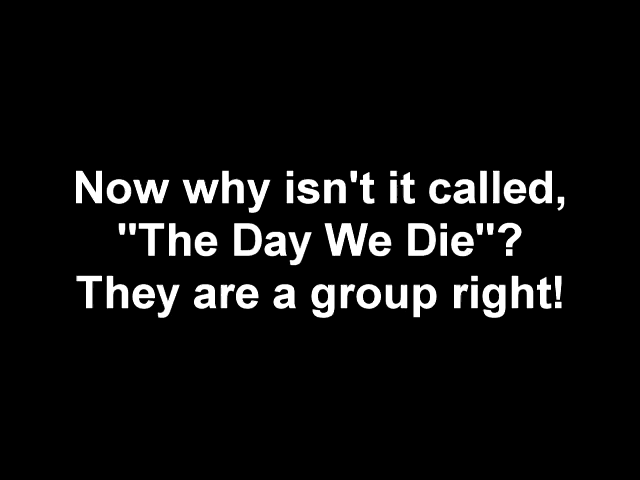 Now why isn't it called,
"The Day We Die"?
They are a group right!